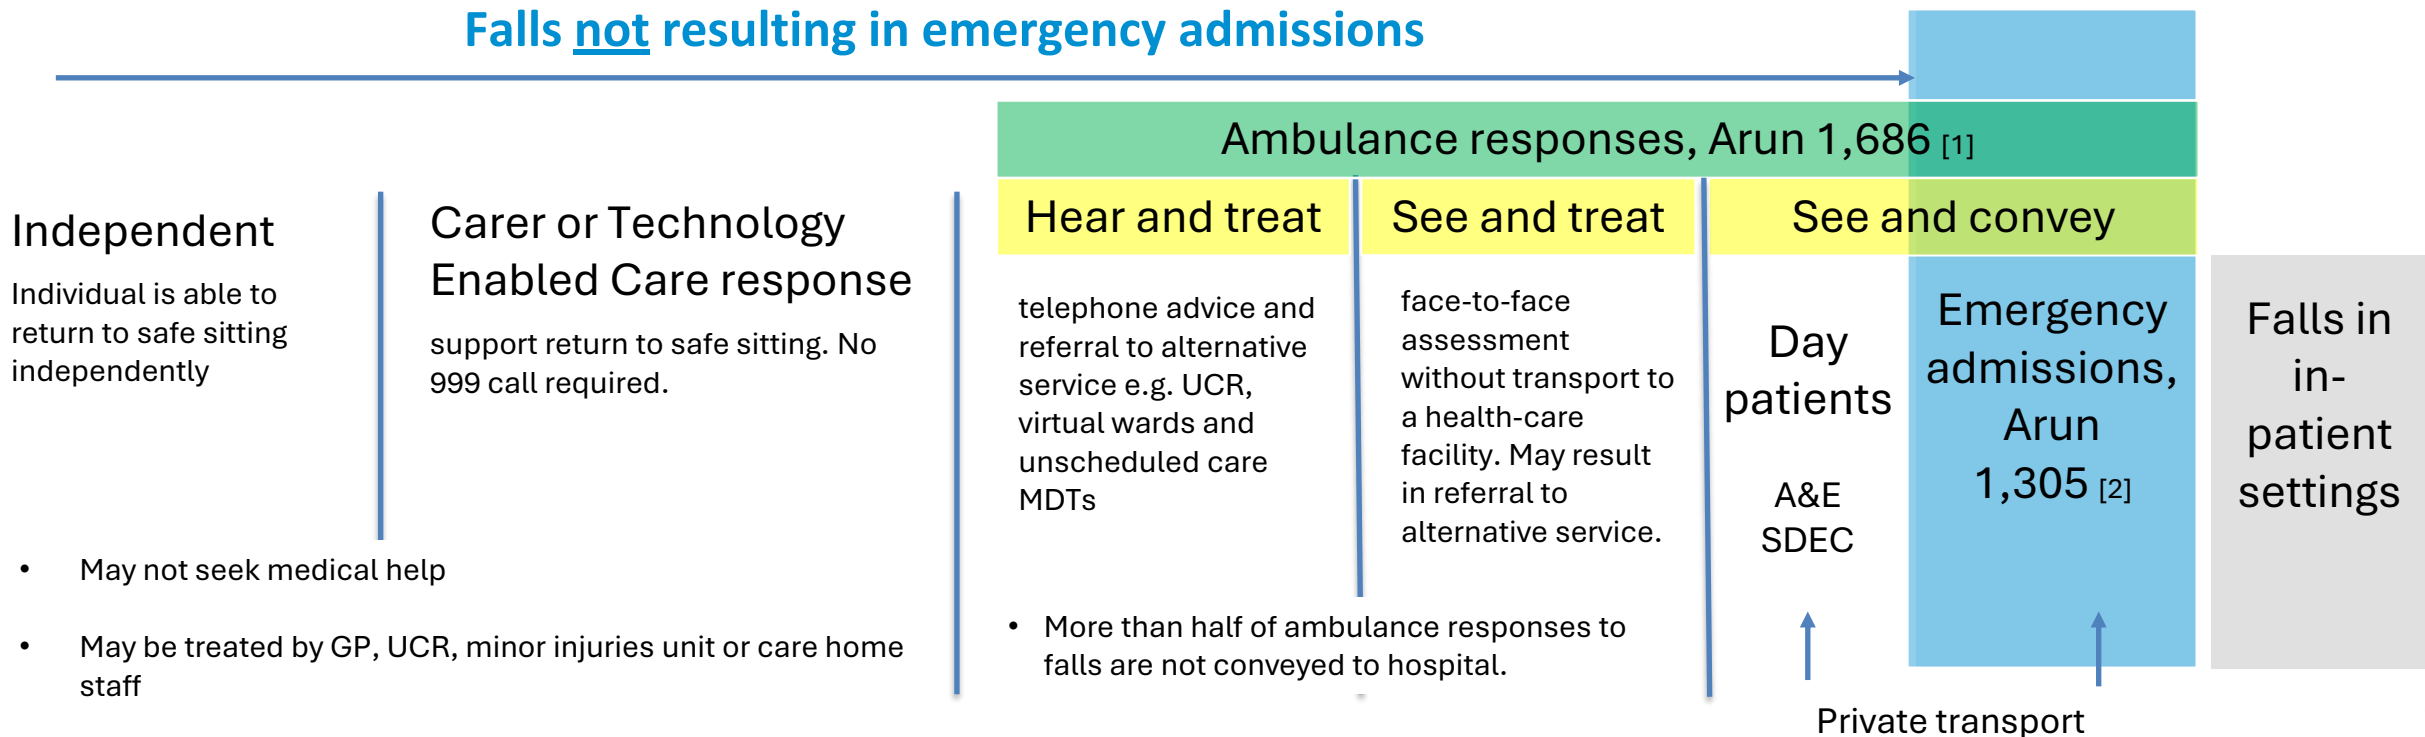 Falls not resulting in emergency admissions
Ambulance responses, Arun 1,686 [1]
Independent
Individual is able to
return to safe sitting
independently
Carer or Technology
Enabled Care response
support return to safe sitting. No
999 call required.
• May not seek medical help
• May be treated by GP, UCR, minor injuries unit or care home
staff
Hear and treat
telephone advice and
referral to alternative
service e.g. UCR,
virtual wards and
unscheduled care
MDTs
See and treat
face-to-face
assessment
without transport to
a health-care
facility. May result
in referral to
alternative service.
• More than half of ambulance responses to
falls are not conveyed to hospital.
See and convey
Day
patients
A&E
SDEC
Emergency
admissions,
Arun
1,305 [2]
Private transport
Falls in
in-
patient
settings